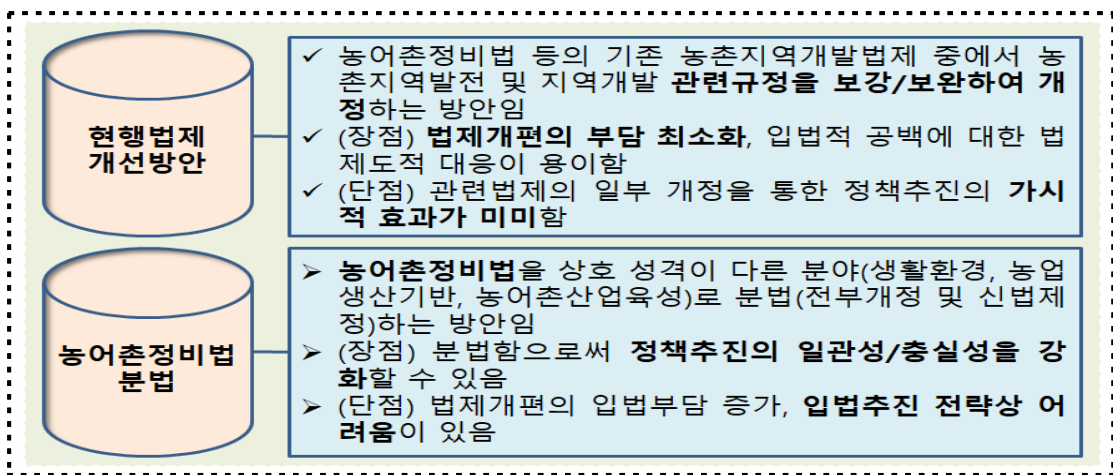 현행법제
개선방안
✓ 농어촌정비법 등의 기존 농촌지역개발법제 중에서 농
촌지역발전 및 지역개발 관련규정을 보강/보완하여 개
정하는 방안임
✓ (장점) 법제개편의 부담 최소화, 입법적 공백에 대한 법
제도적 대응이 용이함
✓ (단점) 관련법제의 일부 개정을 통한 정책추진의 가시
적 효과가 미미함
농어촌정비법
분법
➢ 농어촌정비법을 상호 성격이 다른 분야(생활환경, 농업
생산기반, 농어촌산업육성)로 분법(전부개정 및 신법제
정)하는 방안임
➢ (장점) 분법함으로써 정책추진의 일관성/충실성을 강
화할 수 있음
➢ (단점) 법제개편의 입법부담 증가, 입법추진 전략상 어
려움이 있음